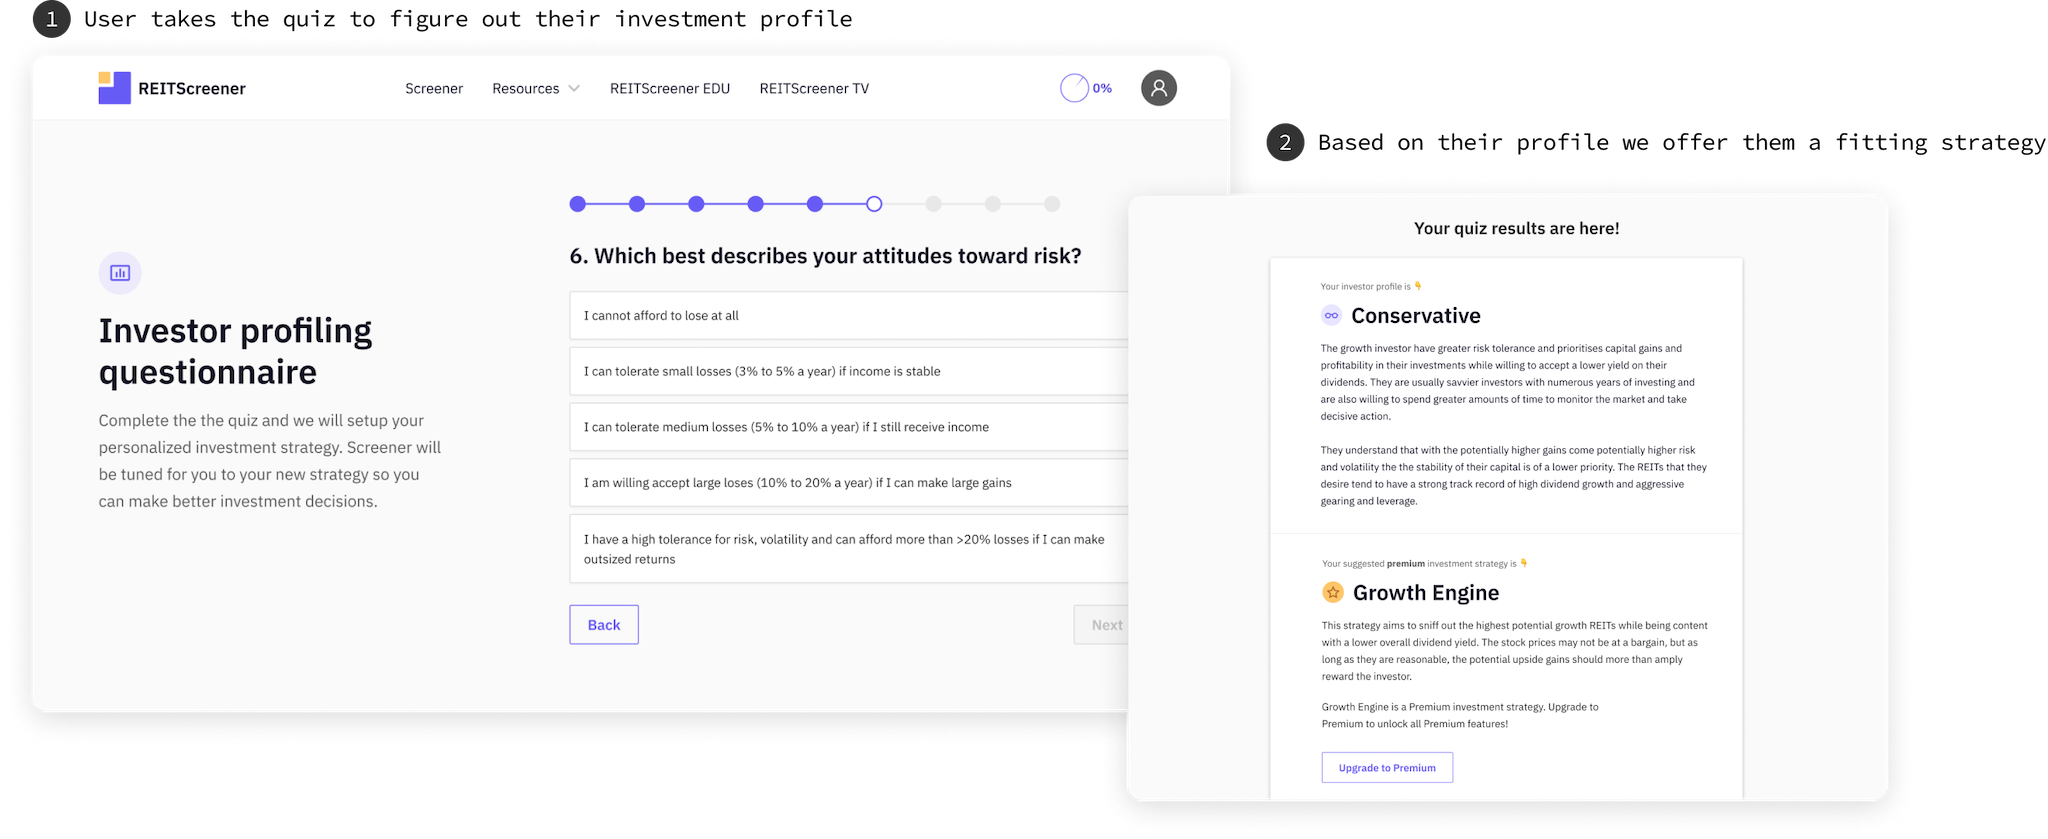 1 User takes the quiz to figure out their investment profile
REITScreener
Screener
Resources
REITScreener EDU
REITScreener TV
0%
Investor profiling
questionnaire
Complete the the quiz and we will setup your
personalized investment strategy. Screener will
be tuned for you to your new strategy so you
can make better investment decisions.
6. Which best describes your attitudes toward risk?
I cannot afford to lose at all
I can tolerate small losses (3% to 5% a year) if income is stable
I can tolerate medium losses (5% to 10% a year) if I still receive income
I am willing accept large loses (10% to 20% a year) if I can make large gains
I have a high tolerance for risk, volatility and can afford more than >20% losses if I can make
outsized returns
Back
Next
2 Based on their profile we offer them a fitting strategy
Your quiz results are here!
Your investor profile is 👇
Conservative
The growth investor have greater risk tolerance and prioritises capital gains and
profitability in their investments while willing to accept a lower yield on their
dividends. They are usually savvier investors with numerous years of investing and
are also willing to spend greater amounts of time to monitor the market and take
decisive action.
They understand that with the potentially higher gains come potentially higher risk
and volatility the the stability of their capital is of a lower priority. The REITs that they
desire tend to have a strong track record of high dividend growth and aggressive
gearing and leverage.
Your suggested premium investment strategy is 👇
Growth Engine
This strategy aims to sniff out the highest potential growth REITs while being content
with a lower overall dividend yield. The stock prices may not be at a bargain, but as
long as they are reasonable, the potential upside gains should more than amply
reward the investor.
Growth Engine is a Premium investment strategy. Upgrade to
Premium to unlock all Premium features!
Upgrade to Premium